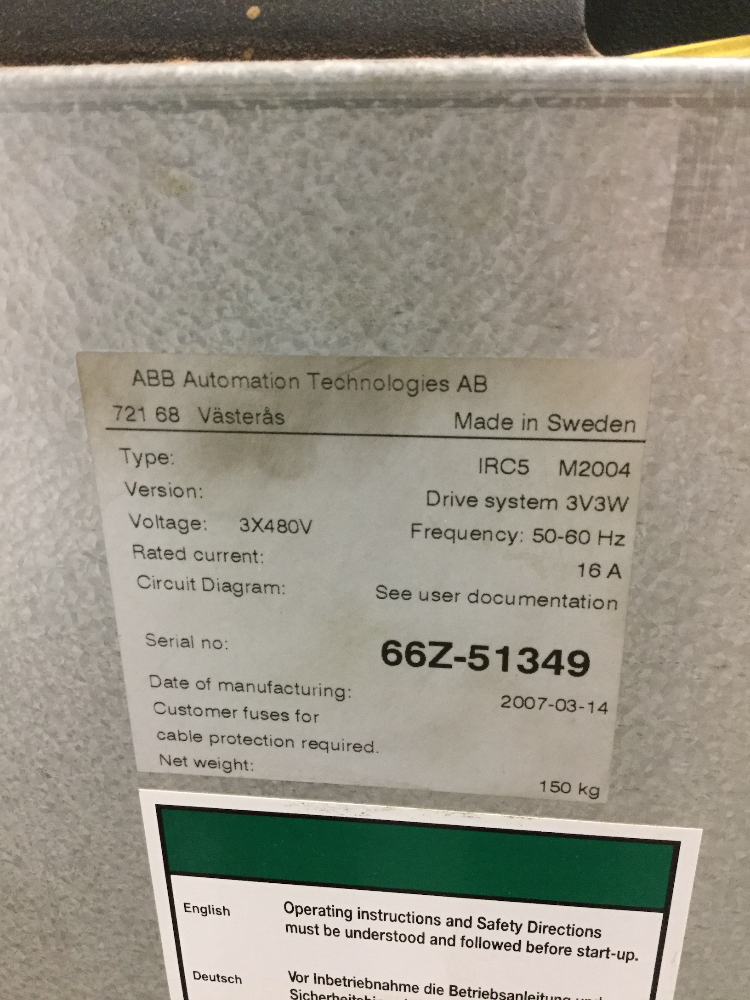 ABB Automation Technologies AB
721 68 Västerås Made in Sweden
Type: IRC5 M2004
Version: Drive system 3V3W
Voltage: 3X480V Frequency: 50-60 Hz
Rated current: 16 A
Circuit Diagram: See user documentation
Serial no: 66Z-51349
Date of manufacturing: 2007-03-14
Customer fuses for
cable protection required.
Net weight: 150 kg
English Operating instructions and Safety Directions
must be understood and followed before start-up.
Deutsch Vor Inbetriebnahme die Betriebsanleitung